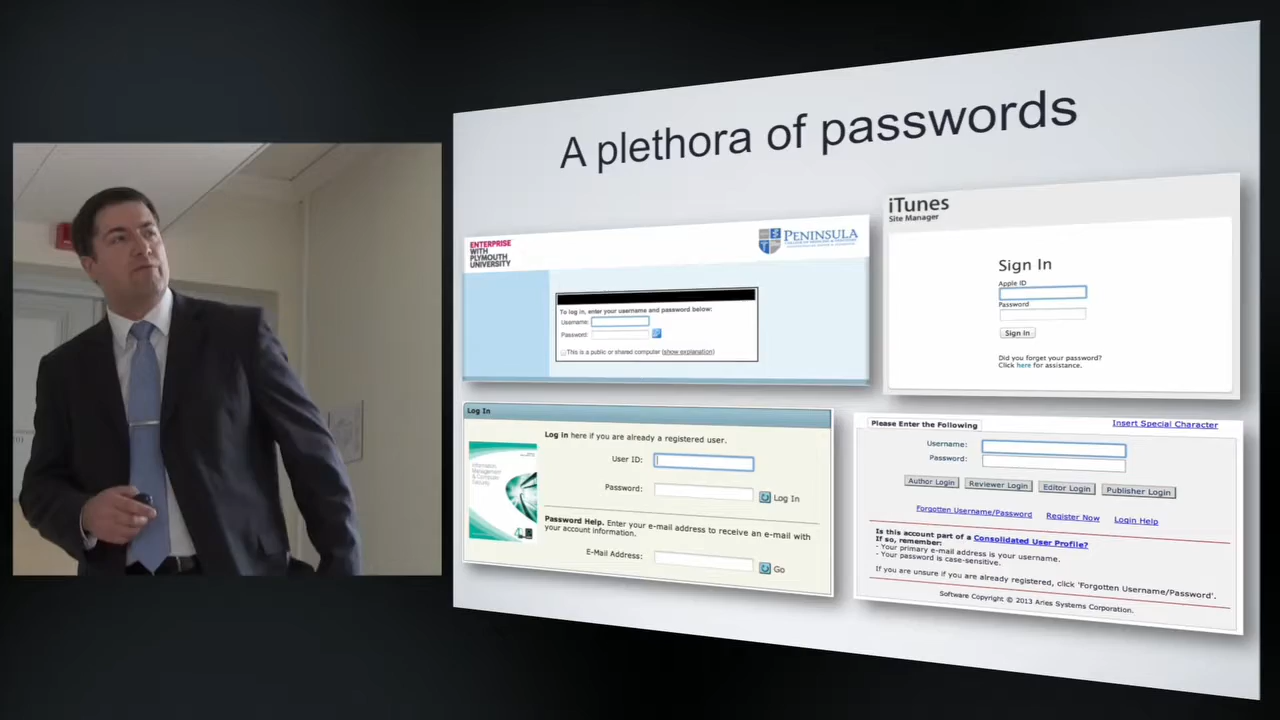 A plethora of passwords
ENTERPRISE
WITH
PLYMOUTH
UNIVERSITY
PENINSULA
To log in, enter your username and password below:
Username:
Password:
This is a public or shared computer (show explanation)
iTunes
Site Manager
Sign In
Apple ID
Password
Sign In
Did you forget your password?
Click here for assistance.
Log In
Log in here if you are already a registered user.
Information
Management
& Computer
Security
User ID:
Password:
Log In
Password Help. Enter your e-mail address to receive an e-mail with
your account information.
E-Mail Address:
Go
Please Enter the Following
Insert Special Character
Username:
Password:
Author Login
Reviewer Login
Editor Login
Publisher Login
Forgotten Username/Password
Register Now
Login Help
Is this account part of a Consolidated User Profile?
If so, remember:
- Your primary e-mail address is your username.
- Your password is case-sensitive.
If you are unsure if you are already registered, click 'Forgotten Username/Password'.
Software Copyright © 2013 Aries Systems Corporation.